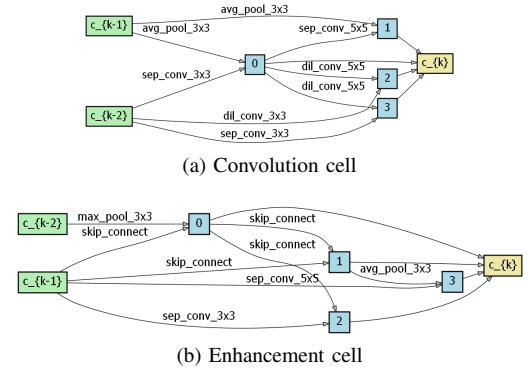 avg_pool_3x3
c_{k-1}
avg_pool_3x3
sep_conv_5x5
1
0
dil_conv_5x5
c_{k}
sep_conv_3x3
2
dil_conv_5x5
3
c_{k-2}
dil_conv_3x3
sep_conv_3x3
(a) Convolution cell
c_{k-2}
max_pool_3x3
0
skip_connect
skip_connect
skip_connect
skip_connect
1
avg_pool_3x3
c_{k}
c_{k-1}
sep_conv_5x5
3
sep_conv_3x3
2
(b) Enhancement cell